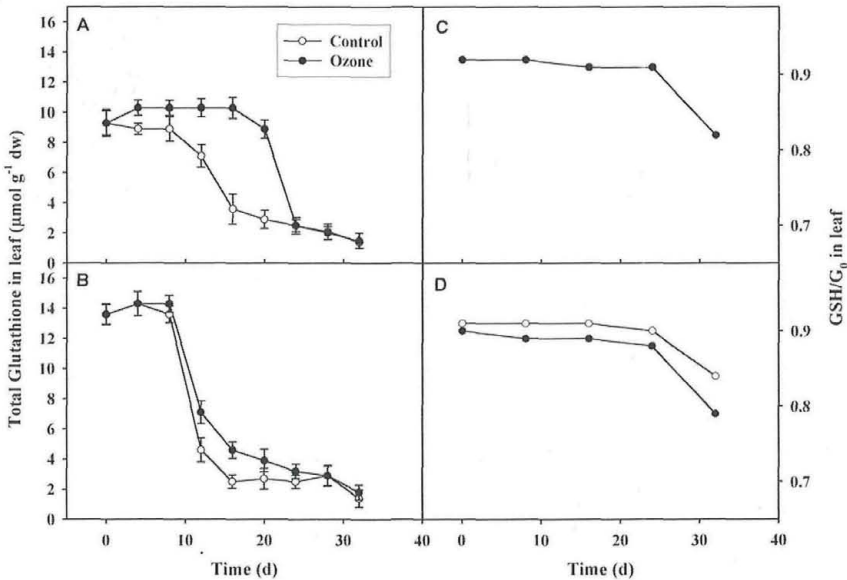 A
Control
Ozone
C
16
14
12
10
8
6
4
2
0
0.9
0.8
0.7
B
D
16
14
12
10
8
6
4
2
0
0.9
0.8
0.7
0 10 20 30 40
0 10 20 30 40
Time (d)
Time (d)
Total Glutathione in leaf (µmol g⁻¹ dw)
GSH/G₀ in leaf